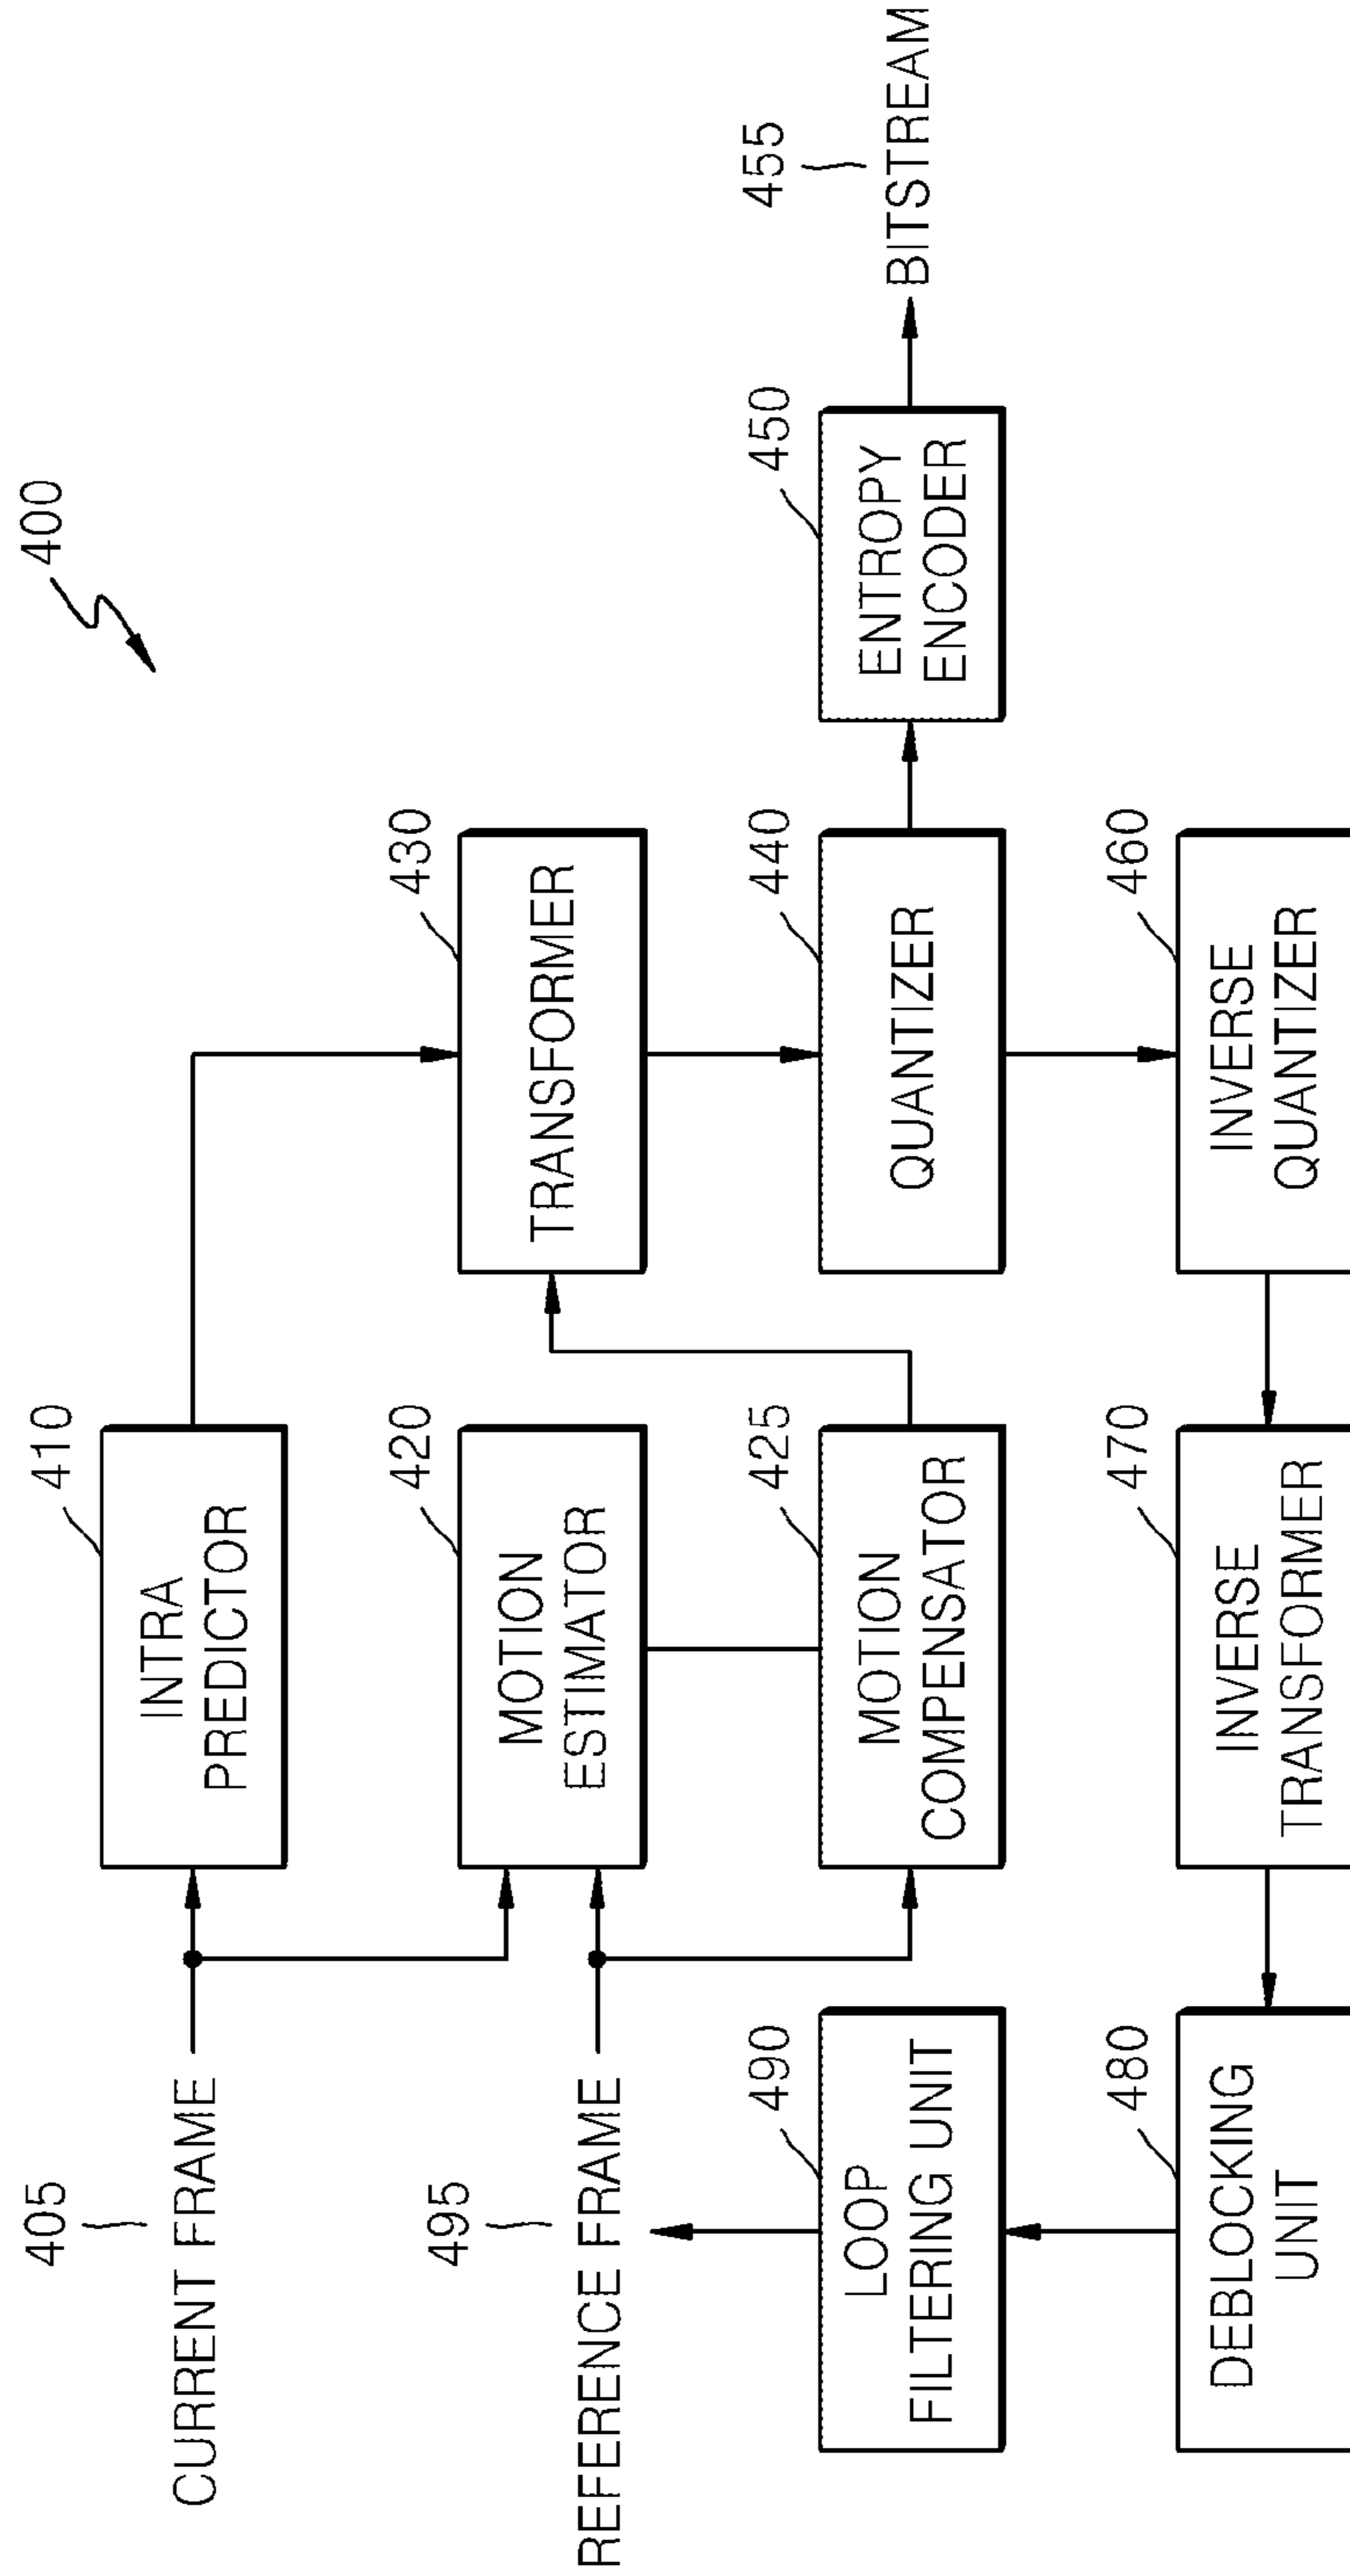 400
405
CURRENT FRAME
410
INTRA
PREDICTOR
495
REFERENCE FRAME
420
MOTION
ESTIMATOR
430
TRANSFORMER
490
LOOP
FILTERING UNIT
425
MOTION
COMPENSATOR
440
QUANTIZER
450
ENTROPY
ENCODER
455
BITSTREAM
480
DEBLOCKING
UNIT
470
INVERSE
TRANSFORMER
460
INVERSE
QUANTIZER